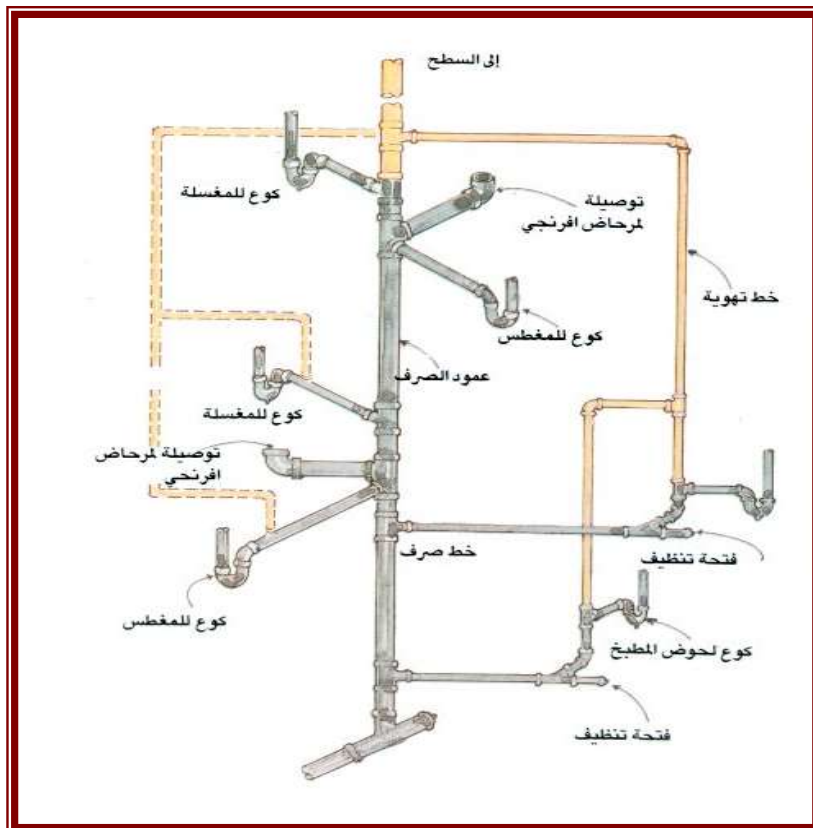 إلى السطح
كوع للمغسلة
توصيلة
لمرحاض افرنجي
خط تهوية
كوع للمغطس
عمود الصرف
كوع للمغسلة
توصيلة لمرحاض
افرنجي
خط صرف
فتحة تنظيف
كوع للمغطس
كوع لحوض المطبخ
فتحة تنظيف